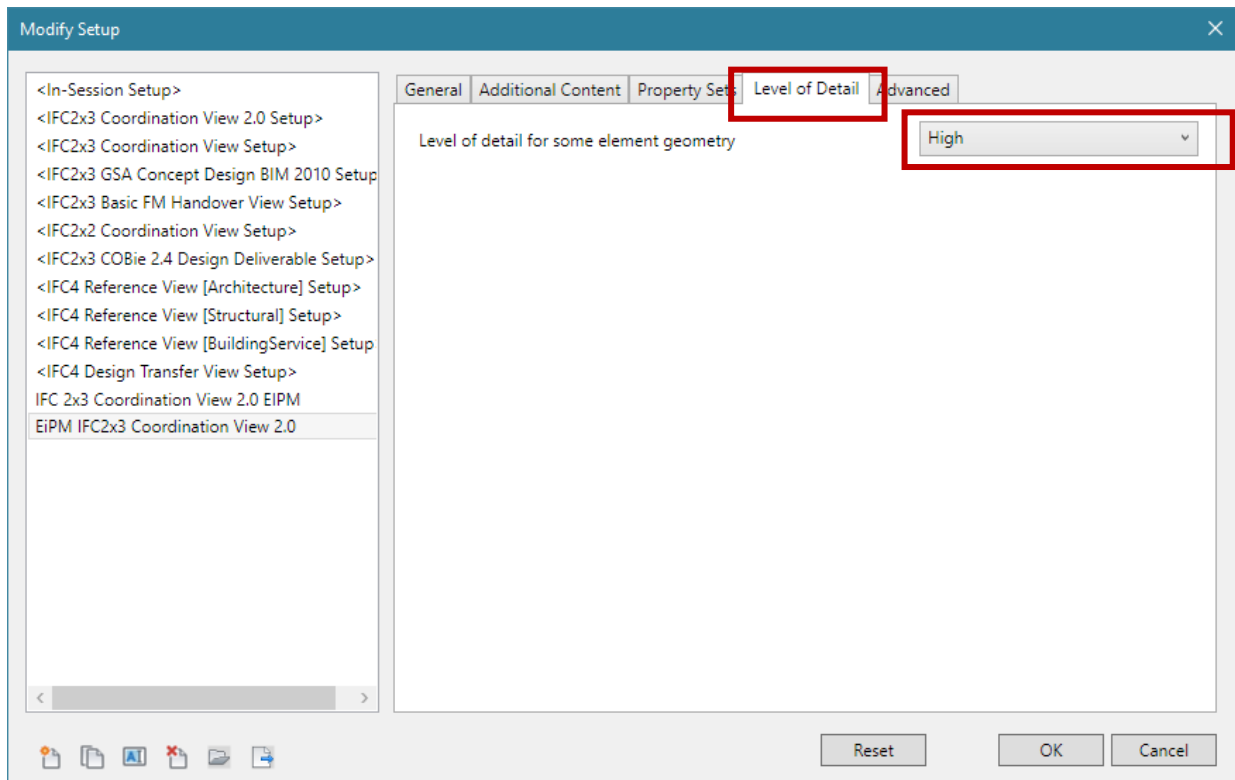 Modify Setup
<In-Session Setup>
<IFC2x3 Coordination View 2.0 Setup>
<IFC2x3 Coordination View Setup>
<IFC2x3 GSA Concept Design BIM 2010 Setup
<IFC2x3 Basic FM Handover View Setup>
<IFC2x2 Coordination View Setup>
<IFC2x3 COBie 2.4 Design Deliverable Setup>
<IFC4 Reference View [Architecture] Setup>
<IFC4 Reference View [Structural] Setup>
<IFC4 Reference View [BuildingService] Setup
<IFC4 Design Transfer View Setup>
IFC 2x3 Coordination View 2.0 EIPM
EiPM IFC2x3 Coordination View 2.0
General Additional Content Property Sets Level of Detail Advanced
Level of detail for some element geometry High
AI
Reset OK Cancel